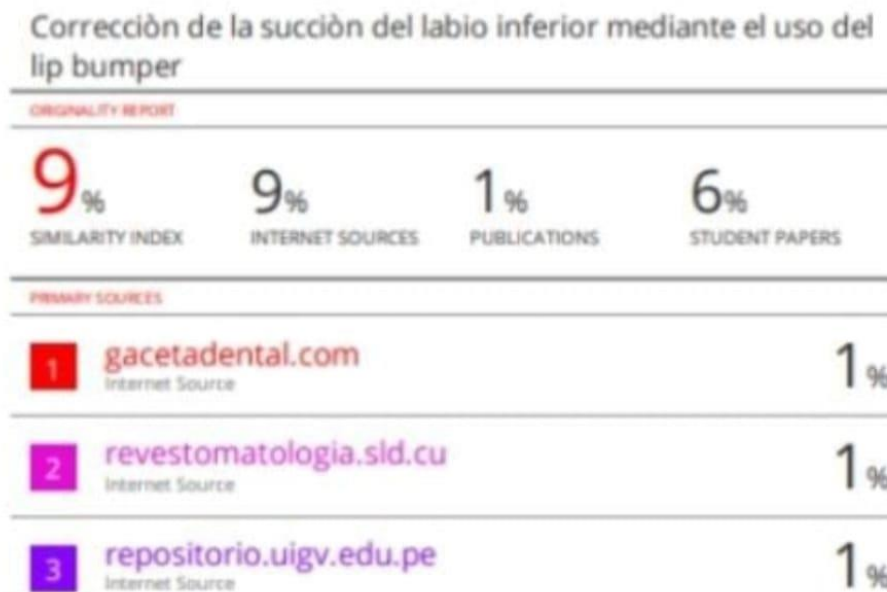 Correcciòn de la succiòn del labio inferior mediante el uso del
lip bumper
ORIGINALITY REPORT
9% 9% 1% 6%
SIMILARITY INDEX INTERNET SOURCES PUBLICATIONS STUDENT PAPERS
PRIMARY SOURCES
1 gacetadental.com 1%
Internet Source
2 revestomatologia.sld.cu 1%
Internet Source
3 repositorio.uigv.edu.pe 1%
Internet Source